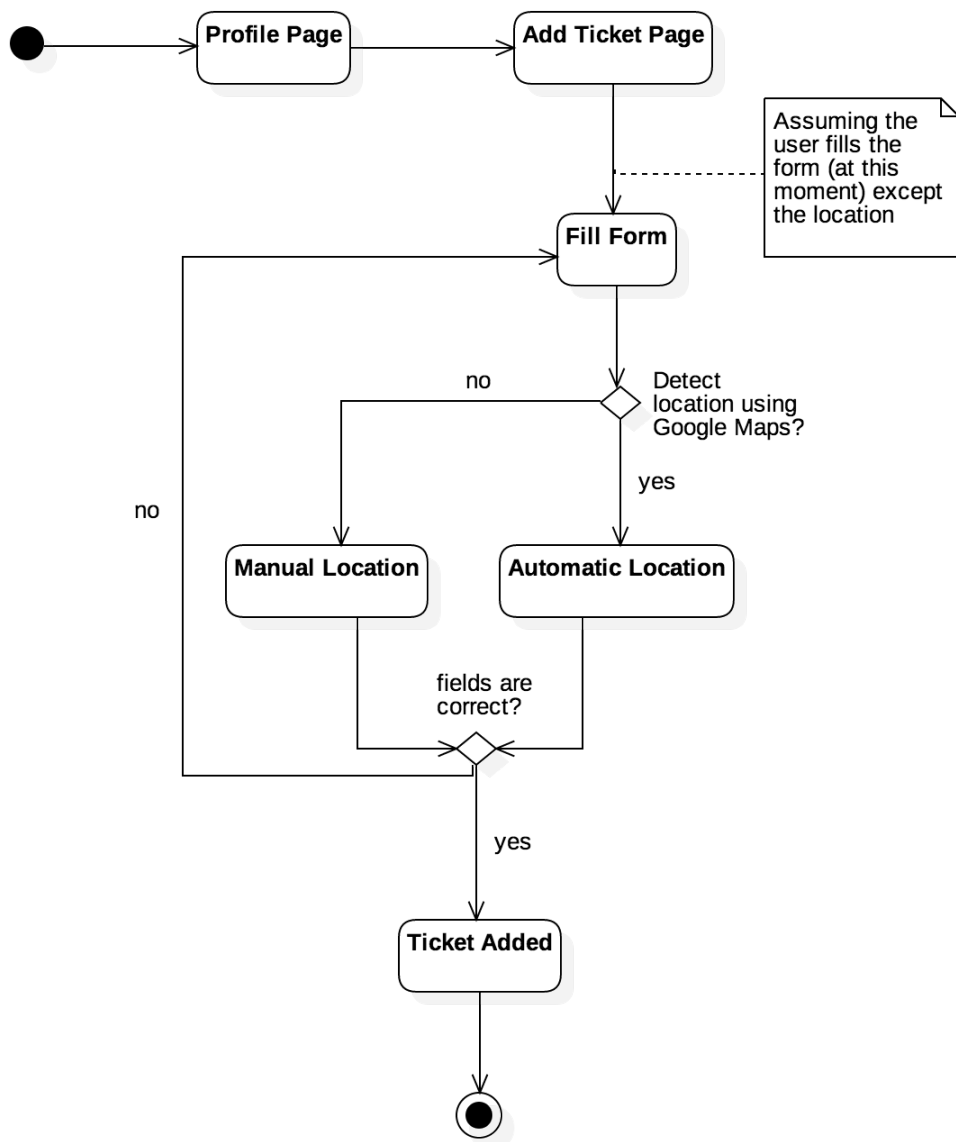 Profile Page
Add Ticket Page
Assuming the
user fills the
form (at this
moment) except
the location
Fill Form
no
Detect
location using
Google Maps?
yes
no
Manual Location
Automatic Location
fields are
correct?
yes
Ticket Added